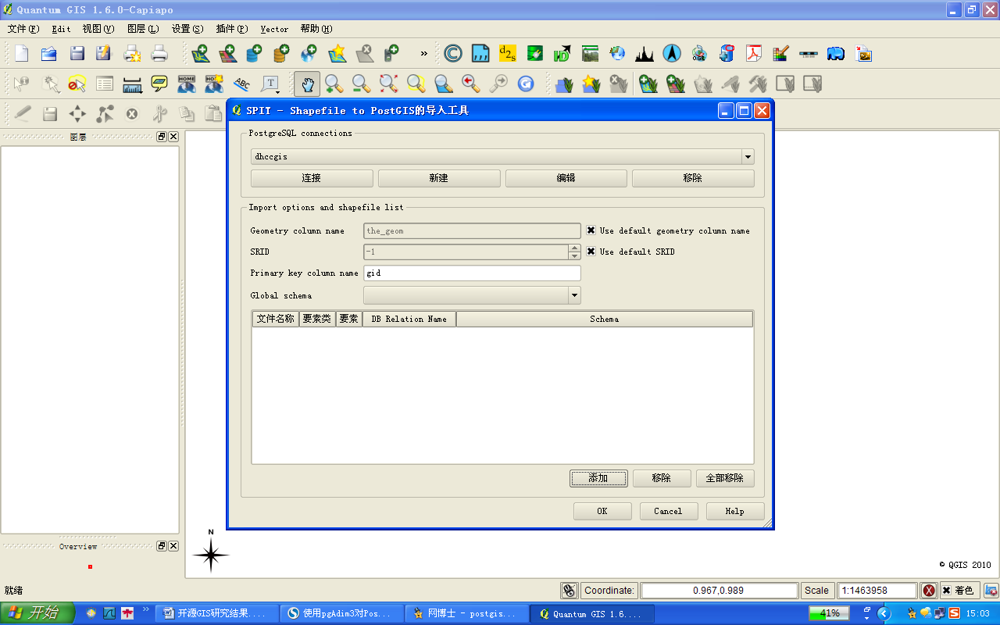 Quantum GIS 1.6.0-Capiapo
文件(F) Edit 视图(V) 图层(L) 设置(S) 插件(P) Vector 帮助(H)
»
d2s
HOME
ABC
T
图层
SPIT - Shapefile to PostGIS的导入工具
PostgreSQL connections
dhccgis
连接 新建 编辑 移除
Import options and shapefile list
Geometry column name the_geom Use default geometry column name
SRID -1 Use default SRID
Primary key column name gid
Global schema
文件名称 要素类 要素 DB Relation Name Schema
添加 移除 全部移除
OK Cancel Help
Overview
N
© QGIS 2010
就绪 Coordinate: 0.967,0.989 Scale 1:1463958 着色
开始 » 开源GIS研究结果.... 使用pgAdim3对Pos... 网博士 - postgis... Quantum GIS 1.6.... 41% 15:03